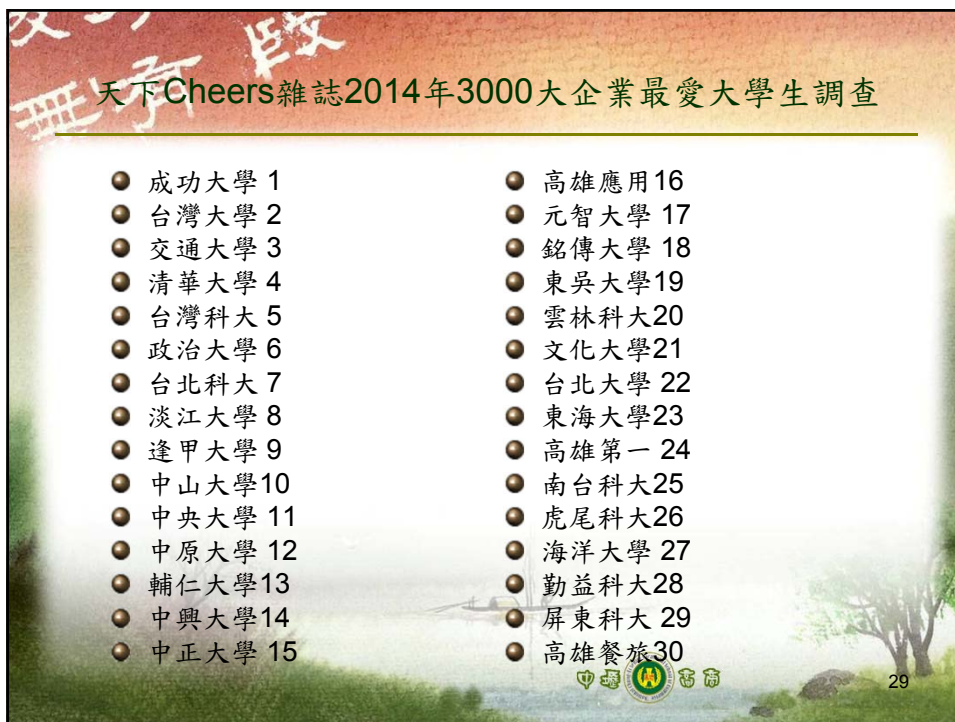 天下Cheers雜誌2014年3000大企業最愛大學生調查
成功大學 1
台灣大學 2
交通大學 3
清華大學 4
台灣科大 5
政治大學 6
台北科大 7
淡江大學 8
逢甲大學 9
中山大學10
中央大學 11
中原大學 12
輔仁大學13
中興大學14
中正大學 15
高雄應用16
元智大學 17
銘傳大學 18
東吳大學19
雲林科大20
文化大學21
台北大學 22
東海大學23
高雄第一 24
南台科大25
虎尾科大26
海洋大學 27
勤益科大28
屏東科大 29
高雄餐旅30
中壢 高商
29